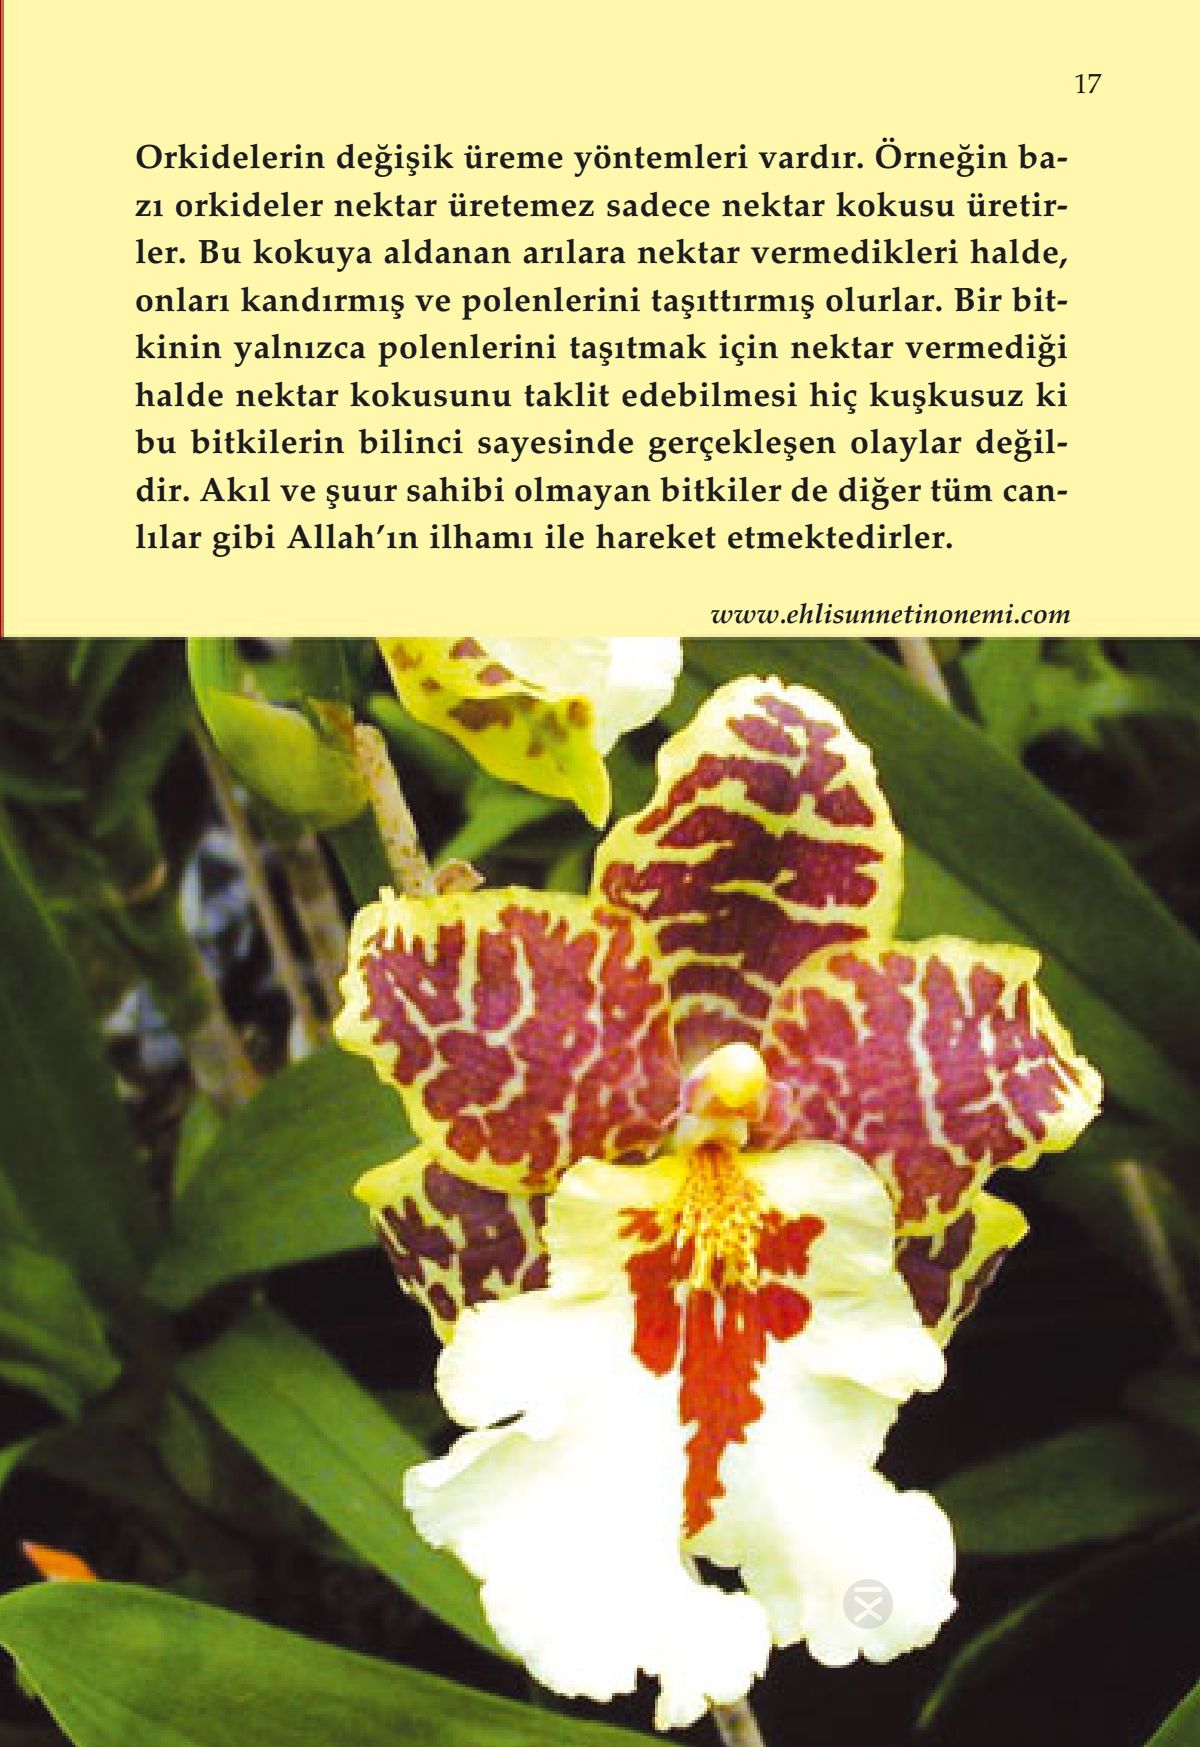 17
Orkidelerin değişik üreme yöntemleri vardır. Örneğin ba-
zı orkideler nektar üretemez sadece nektar kokusu üretir-
ler. Bu kokuya aldanan arılara nektar vermedikleri halde,
onları kandırmış ve polenlerini taşıttırmış olurlar. Bir bit-
kinin yalnızca polenlerini taşıtmak için nektar vermediği
halde nektar kokusunu taklit edebilmesi hiç kuşkusuz ki
bu bitkilerin bilinci sayesinde gerçekleşen olaylar değil-
dir. Akıl ve şuur sahibi olmayan bitkiler de diğer tüm can-
lılar gibi Allah’ın ilhamı ile hareket etmektedirler.
www.ehlisunnetinonemi.com